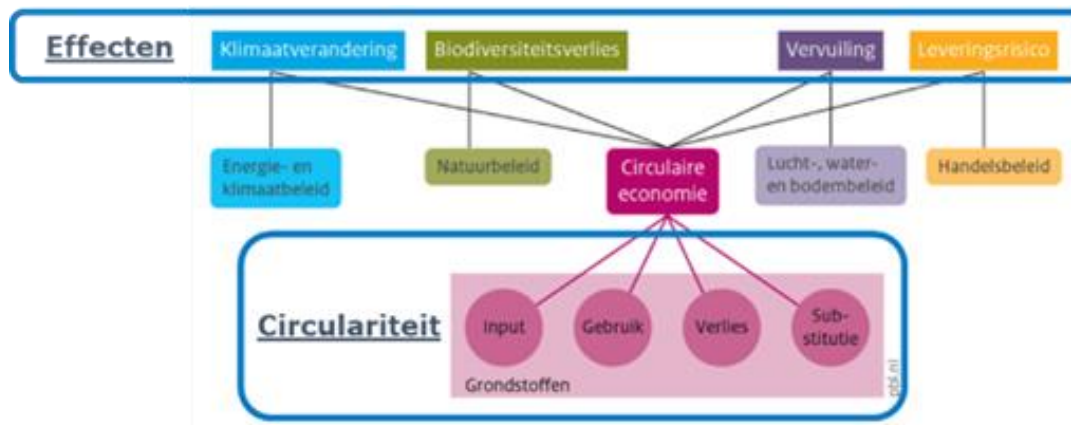 Effecten
Klimaatverandering
Biodiversiteitsverlies
Vervuiling
Leveringsrisico
Energie- en
klimaatbeleid
Natuurbeleid
Circulaire
economie
Lucht-, water-
en bodembeleid
Handelsbeleid
Circulariteit
Input
Gebruik
Verlies
Sub-
stitutie
Grondstoffen
pbl.nl